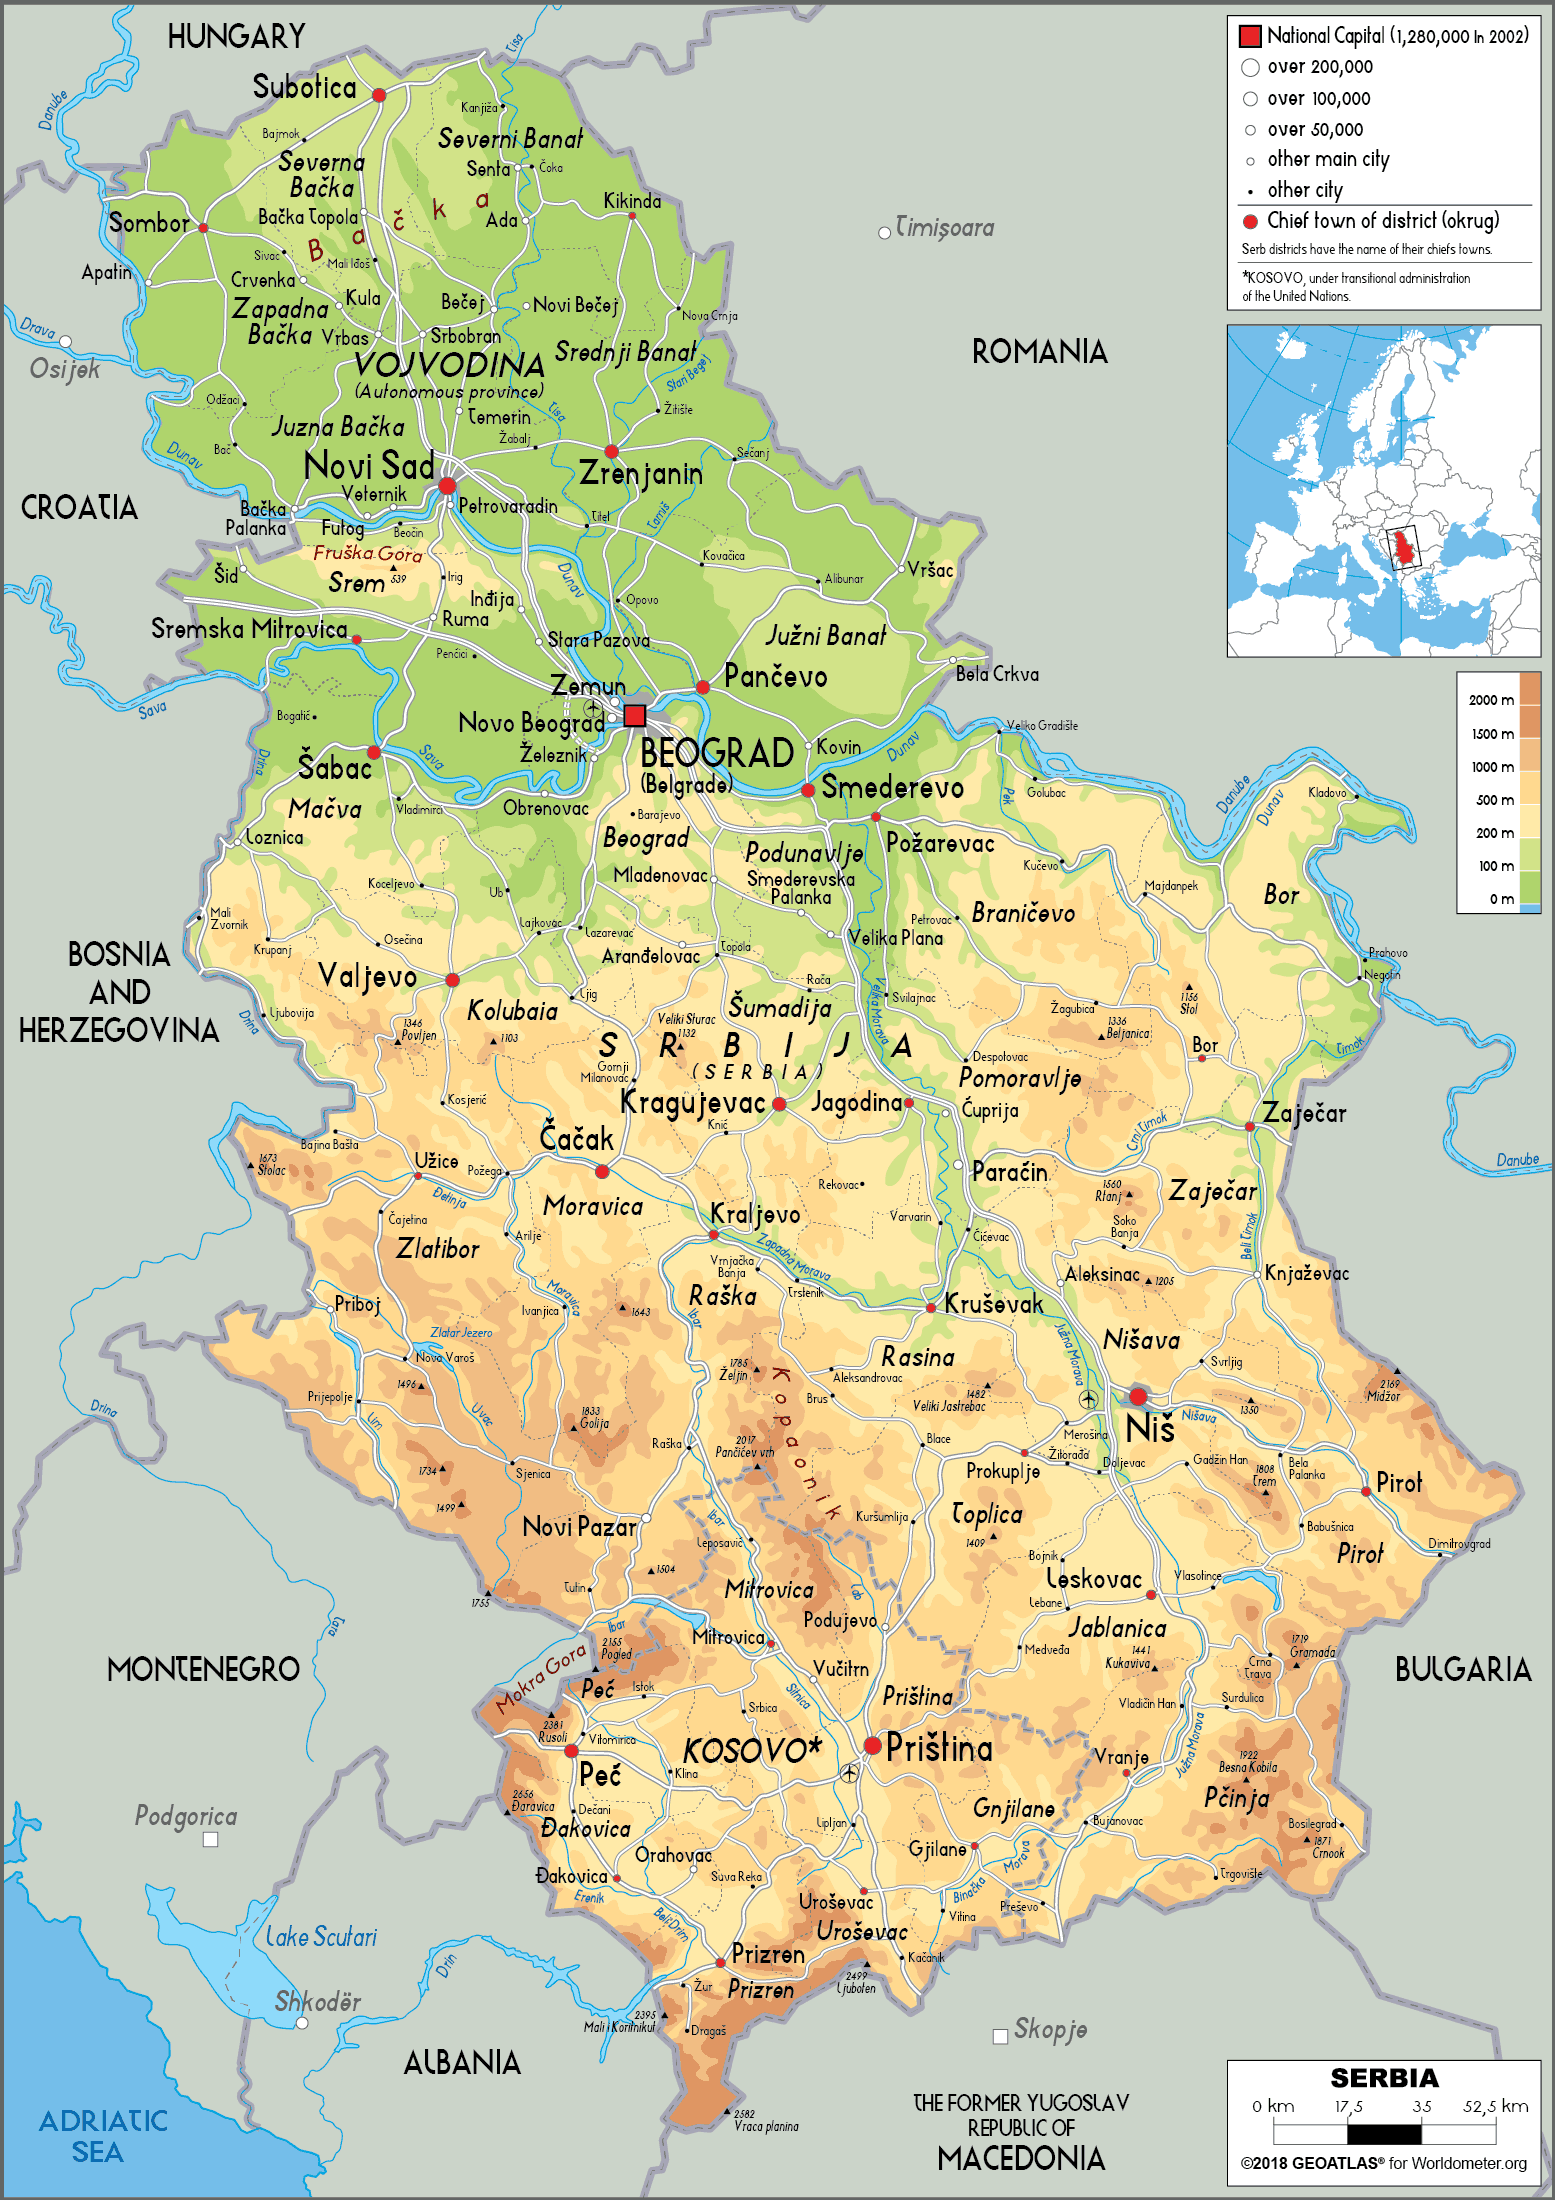 HUNGARY
CROATIA
BOSNIA
AND
HERZEGOVINA
MONTENEGRO
ALBANIA
ADRIATIC
SEA
THE FORMER YUGOSLAV
REPUBLIC OF
MACEDONIA
BULGARIA
ROMANIA
National Capital (1,280,000 In 2002)
over 200,000
over 100,000
over 50,000
other main city
other city
Chief town of district (okrug)
Serb districts have the name of their chiefs towns.
*KOSOVO, under transitional administration
of the United Nations.
2000 m
1500 m
1000 m
500 m
200 m
100 m
0 m
Danube
Tisa
Subotica
Kanjiža
Bajmok
Severni Banat
Severna
Bačka
Senta
Čoka
Bačka Topola
Bačka
Ada
Kikinda
Sombor
Timişoara
Sivac
Mali Iđoš
Apatin
Crvenka
Kula
Bečej
Novi Bečej
Nova Crnja
Zapadna
Bačka
Vrbas
Srbobran
Drava
Osijek
VOJVODINA
(Autonomous province)
Srednji Banat
Stari Begej
Odžaci
Temerin
Tisa
Žitište
Juzna Bačka
Žabalj
Bač
Sečanj
Dunav
Novi Sad
Zrenjanin
Veternik
Petrovaradin
Bačka
Palanka
Futog
Beočin
Titel
Tamiš
Fruška Gora
539
Kovačica
Šid
Srem
Irig
Dunav
Alibunar
Vršac
Inđija
Opovo
Ruma
Sremska Mitrovica
Stara Pazova
Južni Banat
Penćici
Sava
Zemun
Pančevo
Bela Crkva
Bogatić
Novo Beograd
BEOGRAD
(Belgrade)
Kovin
Dunav
Veliko Gradište
Drina
Šabac
Sava
Železnik
Smederevo
Pek
Golubac
Danube
Dunav
Kladovo
Mačva
Vladimirci
Obrenovac
Barajevo
Beograd
Požarevac
Loznica
Podunavlje
Kučevo
Koceljevo
Ub
Mladenovac
Smederevska
Palanka
Majdanpek
Bor
Mali
Zvornik
Petrovac
Braničevo
Krupanj
Osečina
Lajkovac
Lazarevac
Velika Plana
Topola
Aranđelovac
Prahovo
Negotin
Valjevo
Rača
Velika Morava
Svilajnac
Ljig
Šumadija
Žagubica
1156
Stol
Ljubovija
Drina
Kolubaia
1346
Povljen
1103
Veliki Šturac
1132
1336
Beljanica
SRBIJA
(SERBIA)
Gornji
Milanovac
Despotovac
Bor
Timok
Pomoravlje
Kosjerić
Kragujevac
Jagodina
Ćuprija
Zaječar
Knić
Čačak
Crni Timok
Bajina Bašta
1673
Stolac
Užice
Požega
Paraćin
Danube
Đetinja
Rekovac
1560
Rtanj
Zaječar
Moravica
Čajetina
Kraljevo
Varvarin
Soko
Banja
Zlatibor
Arilje
Ćićevac
Beli Timok
Zapadna Morava
Vrnjačka
Banja
Trstenik
Aleksinac
1205
Knjaževac
Raška
Moravica
Priboj
Ivanjica
1643
Ibar
Kruševak
Zlatar Jezero
Južna Morava
Nišava
Nova Varoš
Rasina
Svrljig
1785
Željin
Aleksandrovac
2169
Midžor
1496
Prijepolje
Brus
1482
Veliki Jastrebac
Niš
1350
Nišava
Drina
Lim
Uvac
1833
Golija
Kopaonik
Raška
2017
Pančićev vrh
Blace
Merošina
Žitorađa
Doljevac
Prokuplje
Gadžin Han
Bela
Palanka
1808
Trem
Pirot
1734
Sjenica
1499
Novi Pazar
Ibar
Kuršumlija
Toplica
1409
Babušnica
Leposavić
Pirot
Dimitrovgrad
Bojnik
1504
Tutin
Mitrovica
Lab
Leskovac
Vlasotince
Lebane
1755
Podujevo
Jablanica
Tara
Ibar
Mitrovica
Medveđa
2155
Pogled
1441
Kukaviva
Crna
Trava
1719
Gramada
Mokra Gora
Vučitrn
Peć
Istok
Sitnica
Priština
Vladičin Han
Surdulica
Srbica
2381
Rusoli
Vitomirica
KOSOVO*
Priština
Južna Morava
Vranje
1922
Besna Kobila
Peć
Klina
Pčinja
2656
Đaravica
Dečani
Podgorica
Đakovica
Gnjilane
Bujanovac
Bosilegrad
1871
Crnook
Lipljan
Gjilane
Orahovac
Suva Reka
Morava
Trgovište
Đakovica
Erenik
Uroševac
Binačka
Preševo
Vitina
Beli Drim
Uroševac
Lake Scutari
Drin
Prizren
Kačanik
Žur
Prizren
2499
Ljuboten
Shkodër
2395
Mali i Koritnikut
Dragaš
Skopje
2582
Vraca planina
SERBIA
0 km
17,5
35
52,5 km
©2018 GEOATLAS® for Worldometer.org